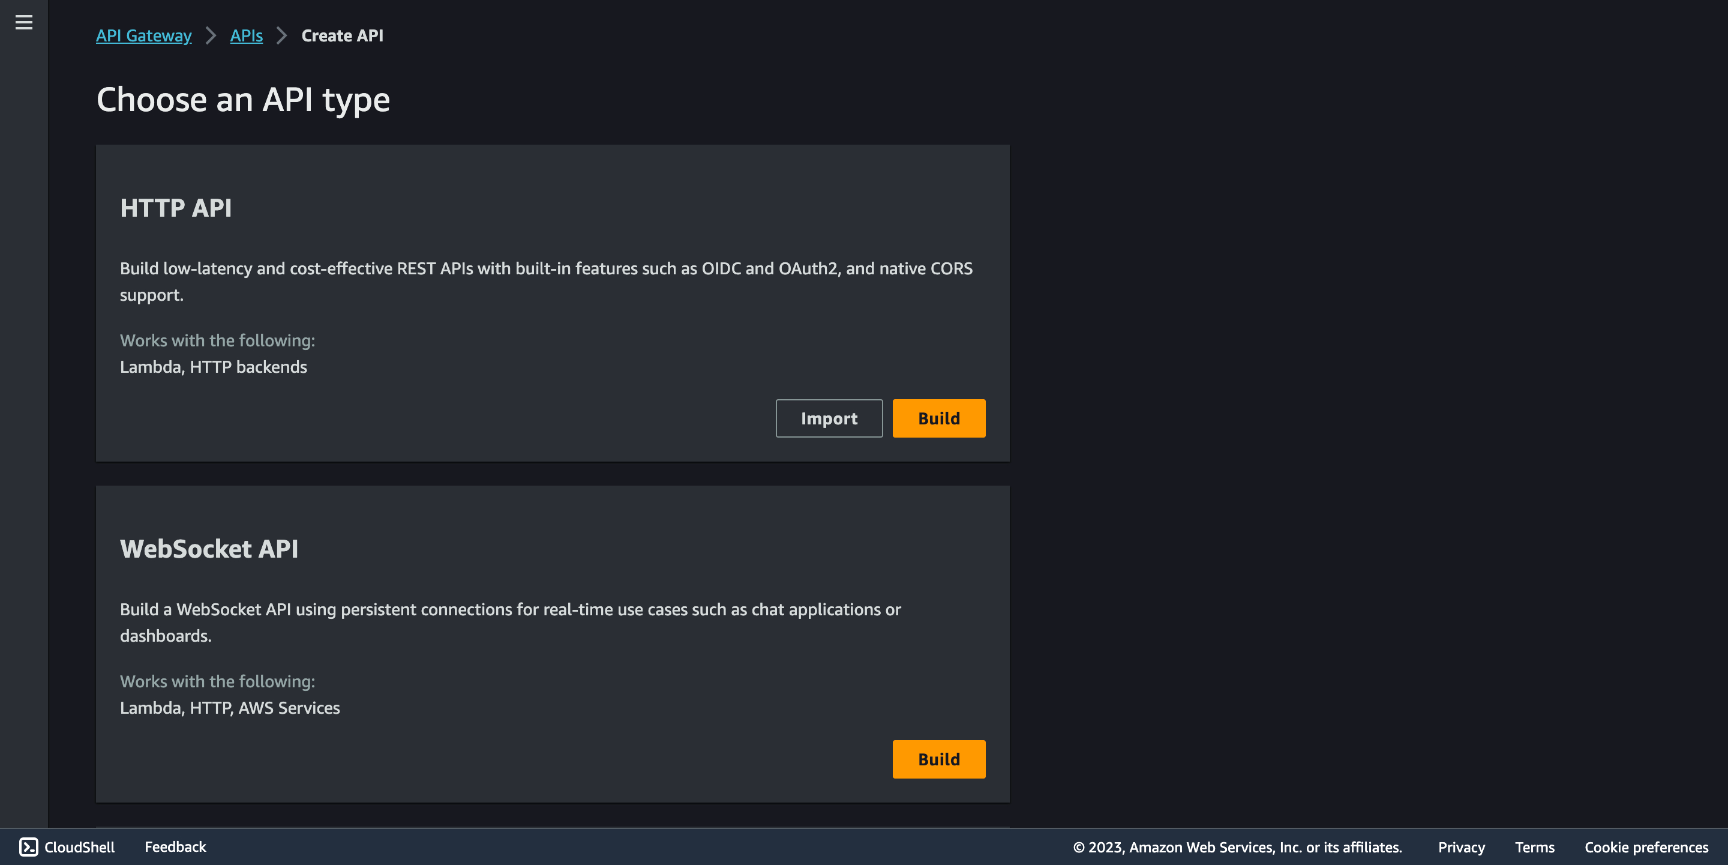 API Gateway > APIs > Create API
Choose an API type
HTTP API
Build low-latency and cost-effective REST APIs with built-in features such as OIDC and OAuth2, and native CORS
support.
Works with the following:
Lambda, HTTP backends
Import Build
WebSocket API
Build a WebSocket API using persistent connections for real-time use cases such as chat applications or
dashboards.
Works with the following:
Lambda, HTTP, AWS Services
Build
CloudShell Feedback © 2023, Amazon Web Services, Inc. or its affiliates. Privacy Terms Cookie preferences